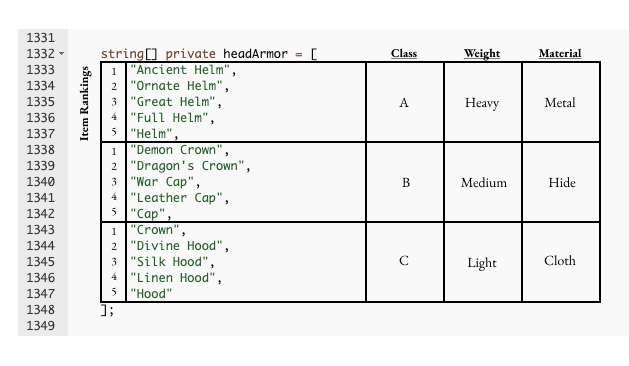 1331
1332 string[] private headArmor = [ Class Weight Material
Item Rankings
1333 1 "Ancient Helm",
1334 2 "Ornate Helm",
1335 3 "Great Helm", A Heavy Metal
1336 4 "Full Helm",
1337 5 "Helm",
1338 1 "Demon Crown",
1339 2 "Dragon's Crown",
1340 3 "War Cap", B Medium Hide
1341 4 "Leather Cap",
1342 5 "Cap",
1343 1 "Crown",
1344 2 "Divine Hood",
1345 3 "Silk Hood", C Light Cloth
1346 4 "Linen Hood",
1347 5 "Hood"
1348 ];
1349